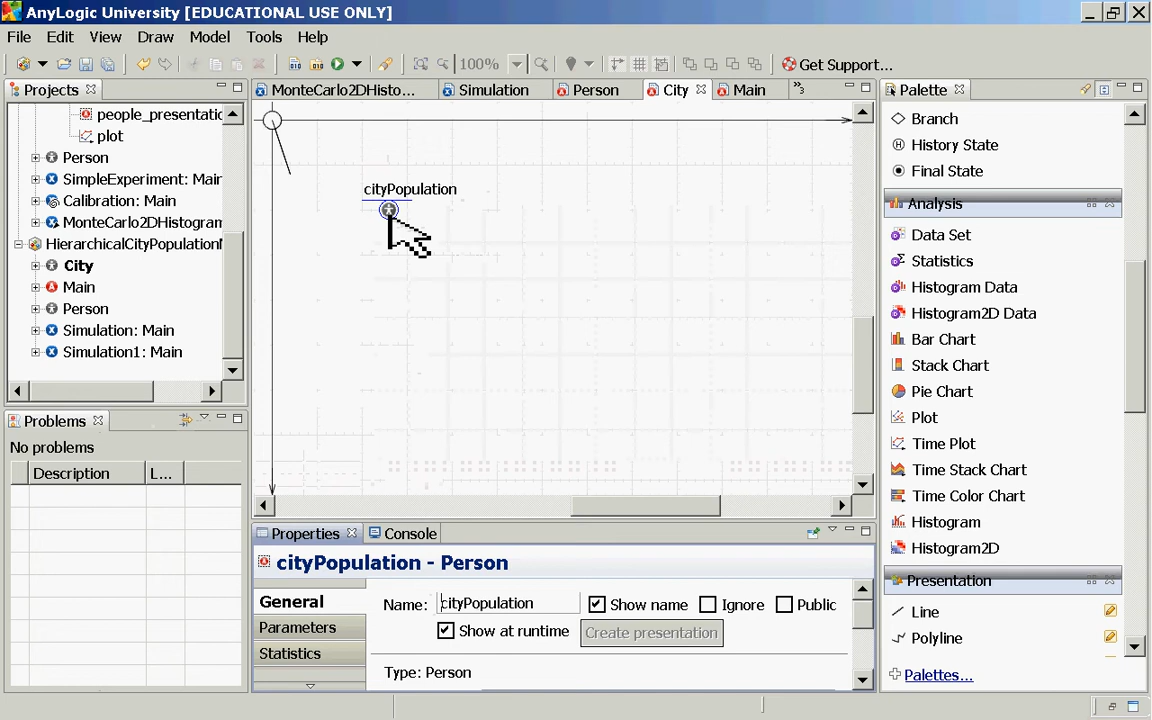 AnyLogic University [EDUCATIONAL USE ONLY]
File Edit View Draw Model Tools Help
100% Get Support...
Projects
people_presentatio
plot
Person
SimpleExperiment: Main
Calibration: Main
MonteCarlo2DHistogram
HierarchicalCityPopulation
City
Main
Person
Simulation: Main
Simulation1: Main
Problems
No problems
Description L...
MonteCarlo2DHisto... Simulation Person City Main »3
cityPopulation
Properties Console
cityPopulation - Person
General
Parameters
Statistics
Name: cityPopulation Show name Ignore Public
Show at runtime Create presentation
Type: Person
Palette
Branch
History State
Final State
Analysis
Data Set
Statistics
Histogram Data
Histogram2D Data
Bar Chart
Stack Chart
Pie Chart
Plot
Time Plot
Time Stack Chart
Time Color Chart
Histogram
Histogram2D
Presentation
Line
Polyline
Palettes...